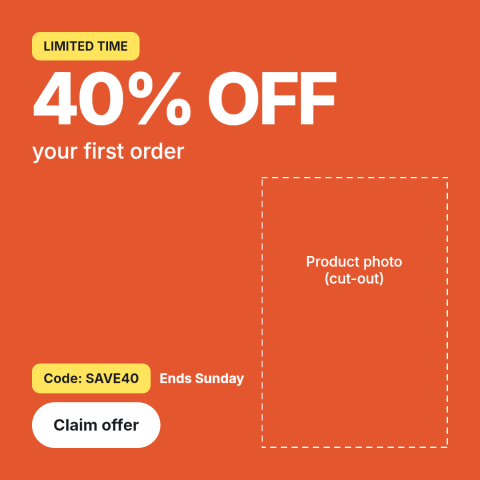 LIMITED TIME
40% OFF
your first order
Product photo
(cut-out)
Code: SAVE40 Ends Sunday
Claim offer